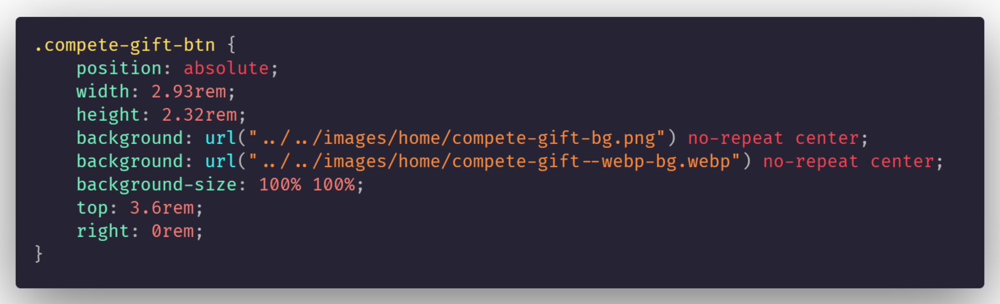 .compete-gift-btn {
    position: absolute;
    width: 2.93rem;
    height: 2.32rem;
    background: url("../../images/home/compete-gift-bg.png") no-repeat center;
    background: url("../../images/home/compete-gift--webp-bg.webp") no-repeat center;
    background-size: 100% 100%;
    top: 3.6rem;
    right: 0rem;
}